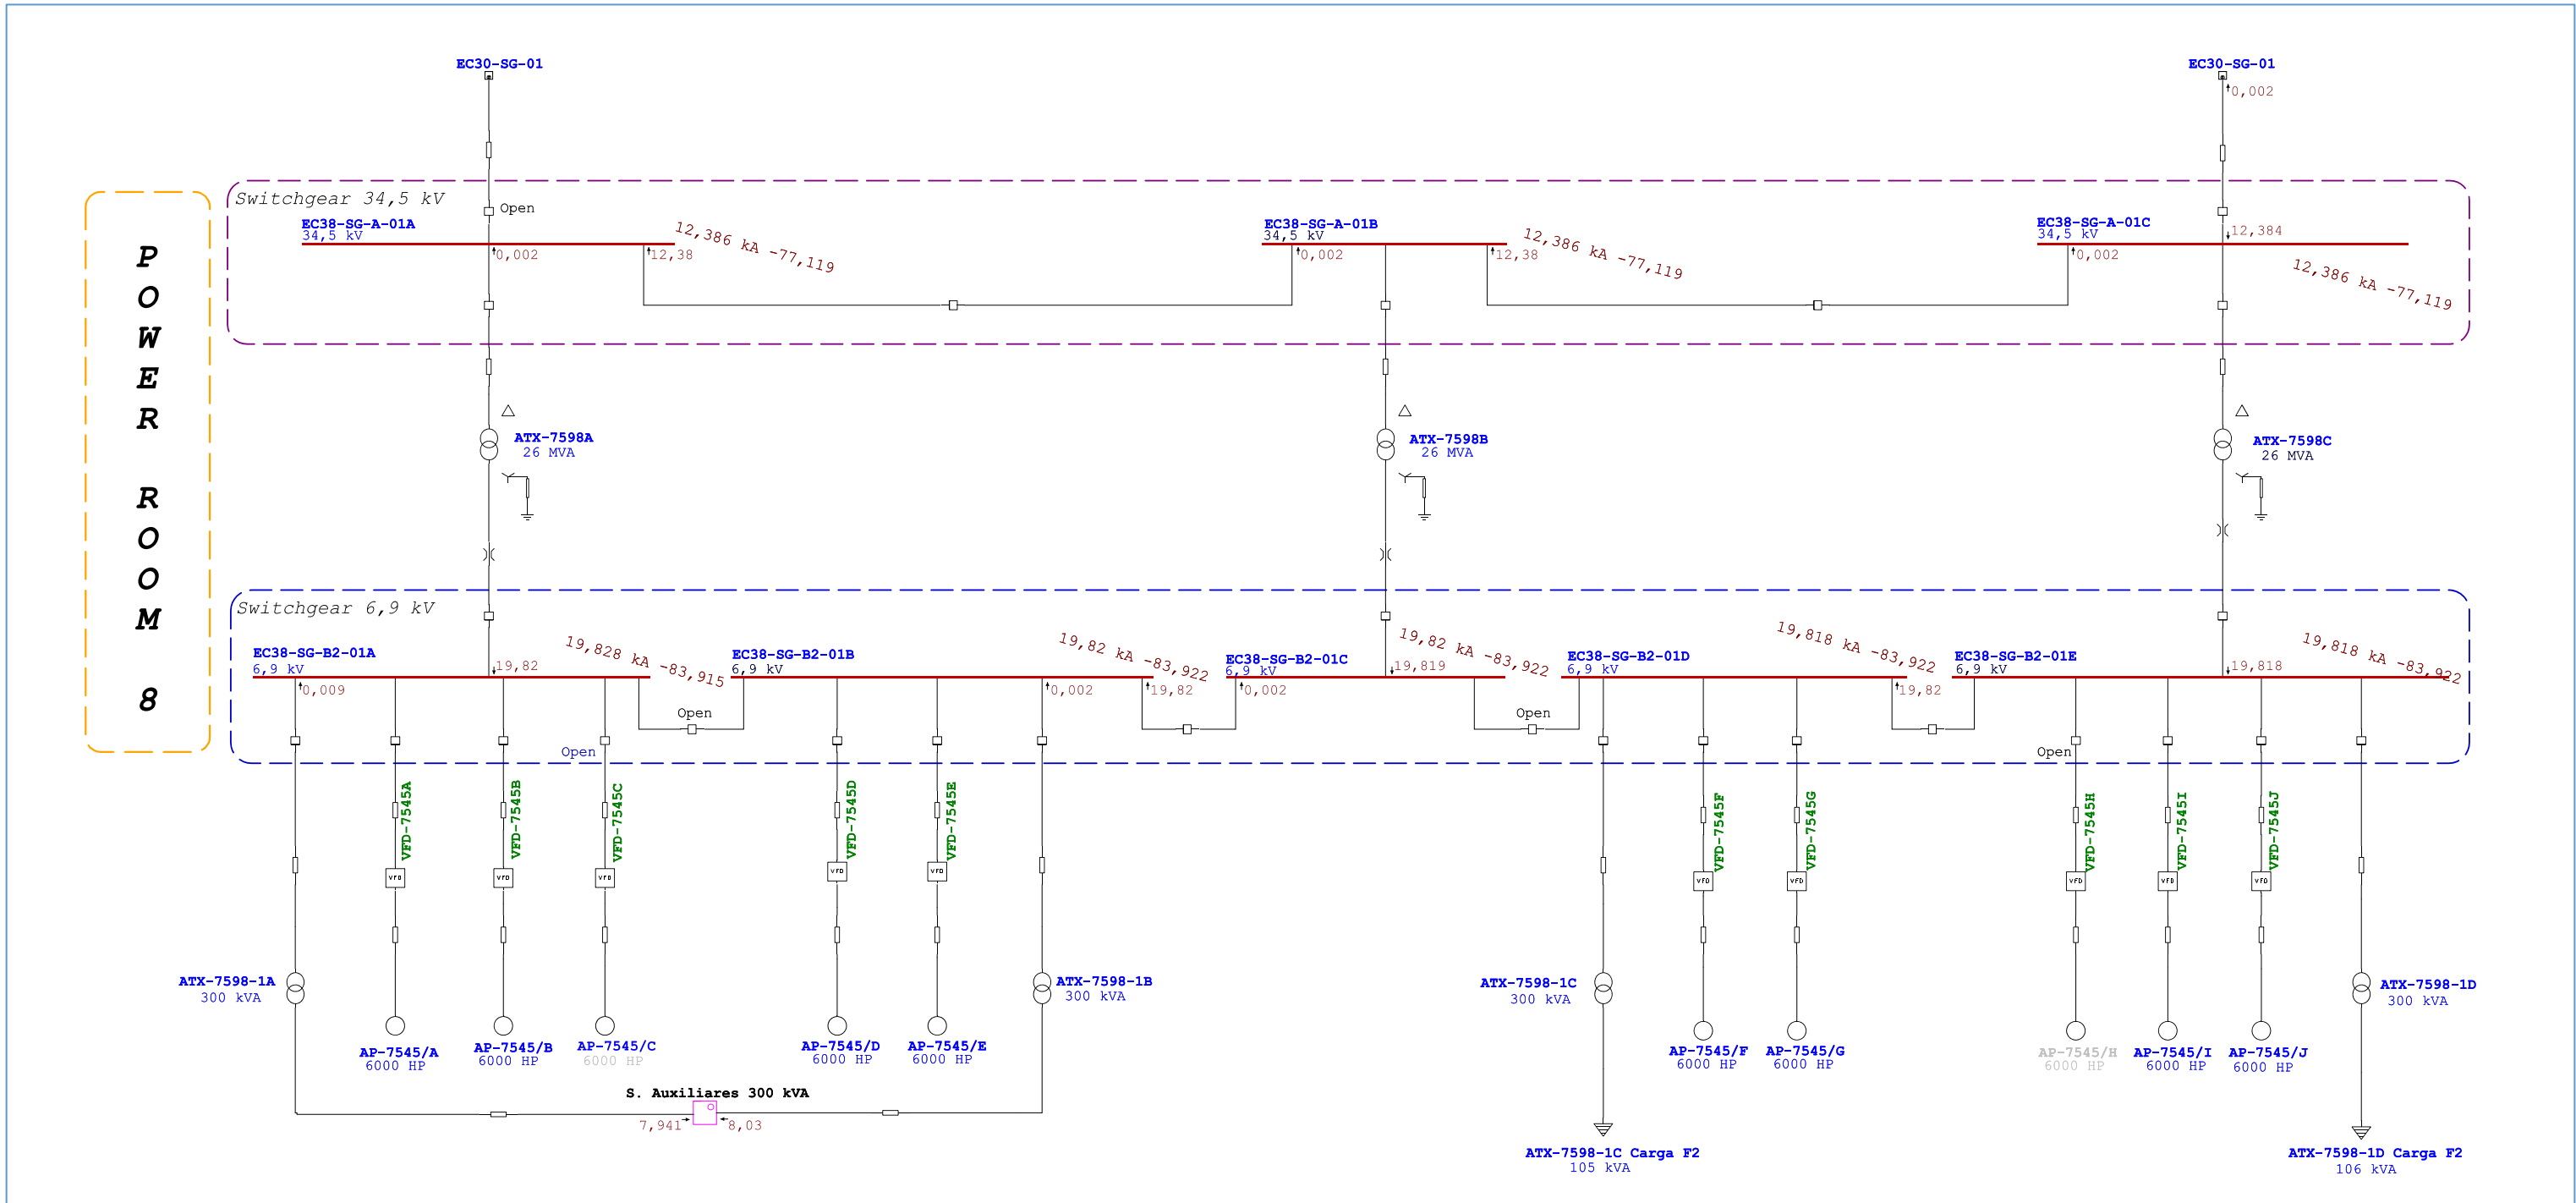 EC30-SG-01
EC30-SG-01
0,002
POWER ROOM 8
Switchgear 34,5 kV
Open
EC38-SG-A-01A
34,5 kV
0,002
12,38
12,386 kA -77,119
EC38-SG-A-01B
34,5 kV
0,002
12,38
12,386 kA -77,119
EC38-SG-A-01C
34,5 kV
0,002
12,384
12,386 kA -77,119
ATX-7598A
26 MVA
ATX-7598B
26 MVA
ATX-7598C
26 MVA
Switchgear 6,9 kV
EC38-SG-B2-01A
6,9 kV
0,009
19,82
19,828 kA -83,915
Open
Open
EC38-SG-B2-01B
6,9 kV
0,002
19,82
19,82 kA -83,922
EC38-SG-B2-01C
6,9 kV
0,002
19,819
19,82 kA -83,922
Open
EC38-SG-B2-01D
6,9 kV
19,82
19,818 kA -83,922
EC38-SG-B2-01E
6,9 kV
19,818
19,818 kA -83,922
Open
VFD-7545A
VFD-7545B
VFD-7545C
VFD-7545D
VFD-7545E
VFD-7545F
VFD-7545G
VFD-7545H
VFD-7545I
VFD-7545J
VFD
VFD
VFD
VFD
VFD
VFD
VFD
VFD
VFD
VFD
ATX-7598-1A
300 kVA
ATX-7598-1B
300 kVA
ATX-7598-1C
300 kVA
ATX-7598-1D
300 kVA
AP-7545/A
6000 HP
AP-7545/B
6000 HP
AP-7545/C
6000 HP
AP-7545/D
6000 HP
AP-7545/E
6000 HP
AP-7545/F
6000 HP
AP-7545/G
6000 HP
AP-7545/H
6000 HP
AP-7545/I
6000 HP
AP-7545/J
6000 HP
S. Auxiliares 300 kVA
7,941
8,03
ATX-7598-1C Carga F2
105 kVA
ATX-7598-1D Carga F2
106 kVA